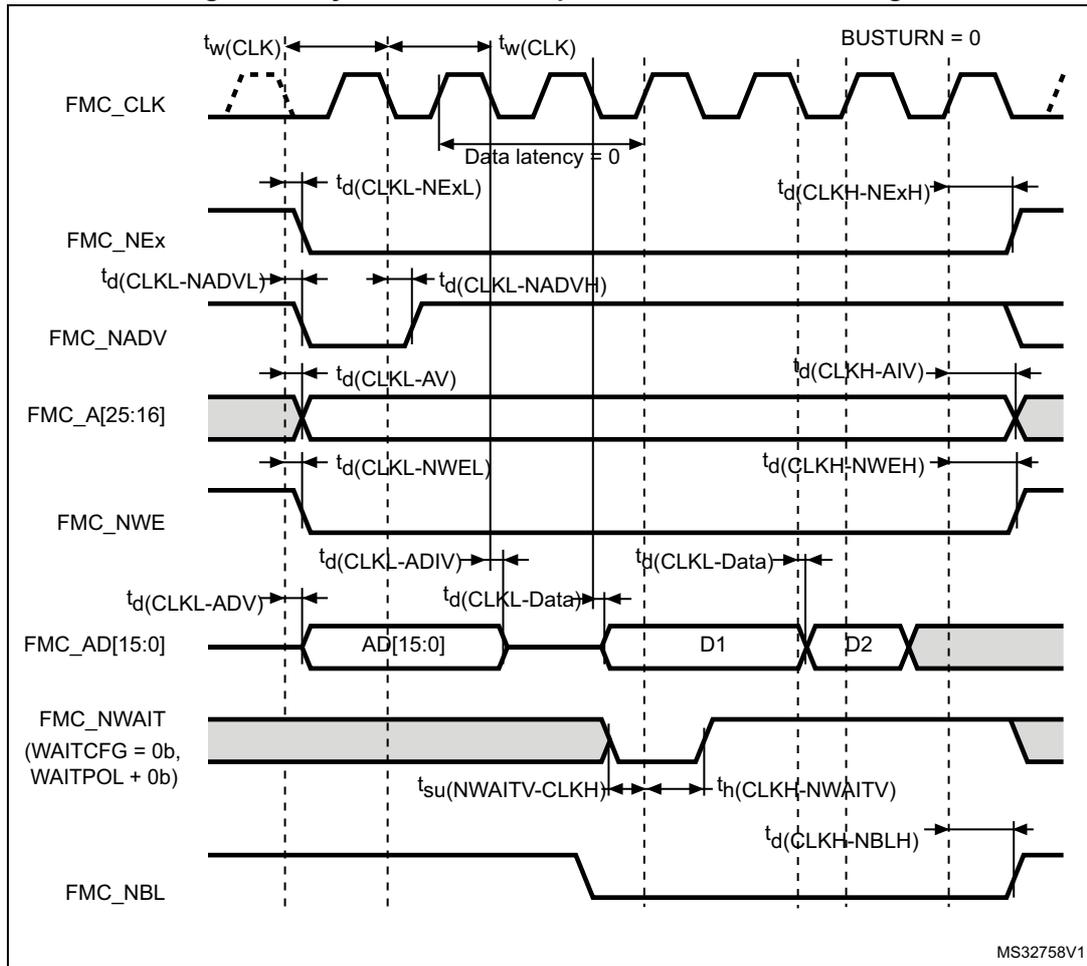 tw(CLK) tw(CLK) BUSTURN = 0
FMC_CLK
Data latency = 0
td(CLKL-NExL) td(CLKH-NExH)
FMC_NEx
td(CLKL-NADVL) td(CLKL-NADVH)
FMC_NADV
td(CLKL-AV) td(CLKH-AIV)
FMC_A[25:16]
td(CLKL-NWEL) td(CLKH-NWEH)
FMC_NWE
td(CLKL-ADIV) td(CLKL-Data)
td(CLKL-ADV) td(CLKL-Data)
FMC_AD[15:0] AD[15:0] D1 D2
FMC_NWAIT
(WAITCFG = 0b,
WAITPOL + 0b)
tsu(NWAITV-CLKH) th(CLKH-NWAITV)
td(CLKH-NBLH)
FMC_NBL
MS32758V1